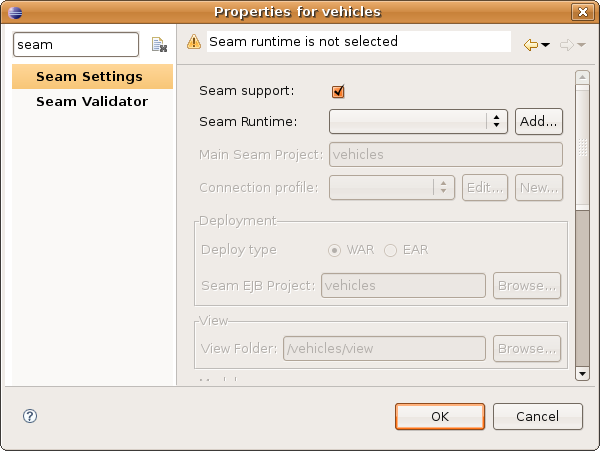 Properties for vehicles
seam
Seam runtime is not selected
Seam Settings
Seam Validator
Seam support:
Seam Runtime: Add...
Main Seam Project: vehicles
Connection profile: Edit... New...
Deployment
Deploy type WAR EAR
Seam EJB Project: vehicles Browse...
View
View Folder: /vehicles/view Browse...
OK Cancel